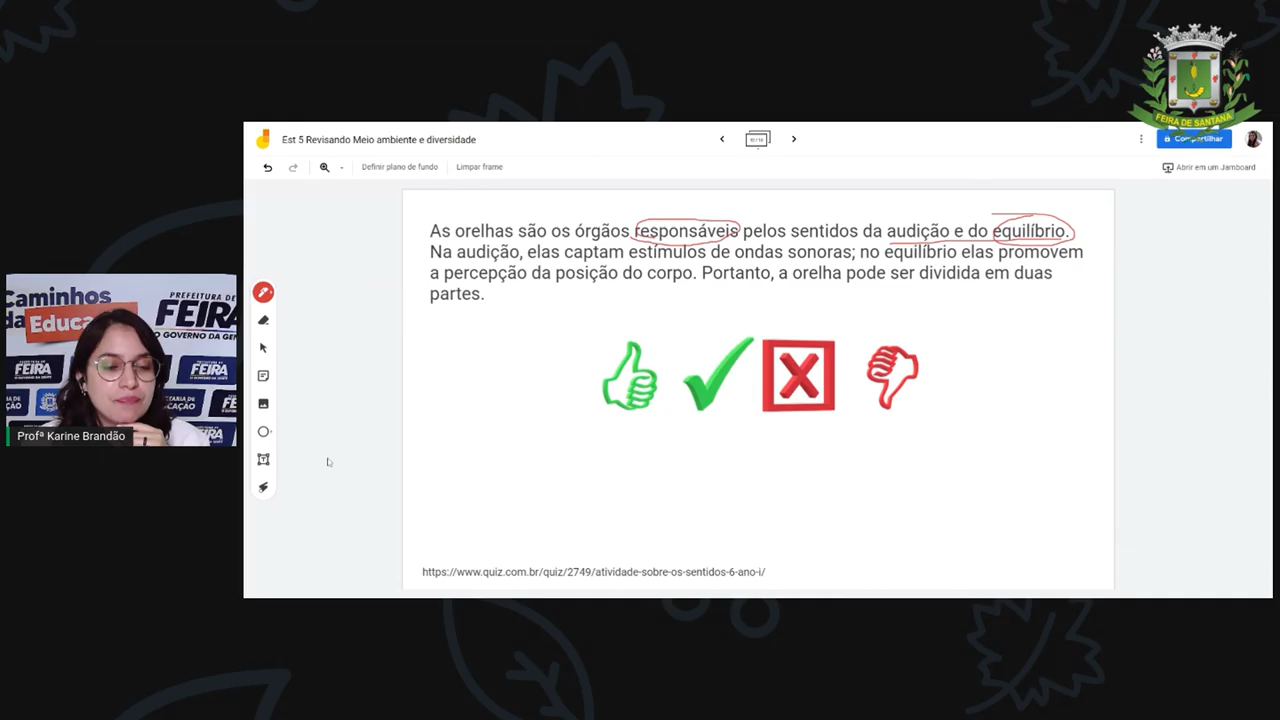 FEIRA DE SANTANA
Est 5 Revisando Meio ambiente e diversidade
Compartilhar
Definir plano de fundo
Limpar frame
Abrir em um Jamboard
As orelhas são os órgãos responsáveis pelos sentidos da audição e do equilíbrio.
Na audição, elas captam estímulos de ondas sonoras; no equilíbrio elas promovem
a percepção da posição do corpo. Portanto, a orelha pode ser dividida em duas
partes.
https://www.quiz.com.br/quiz/2749/atividade-sobre-os-sentidos-6-ano-i/
Caminhos
da Educa
PREFEITURA DE
FEIRA
O GOVERNO DA GEN
FEIRA
FEIRA
Profª Karine Brandão